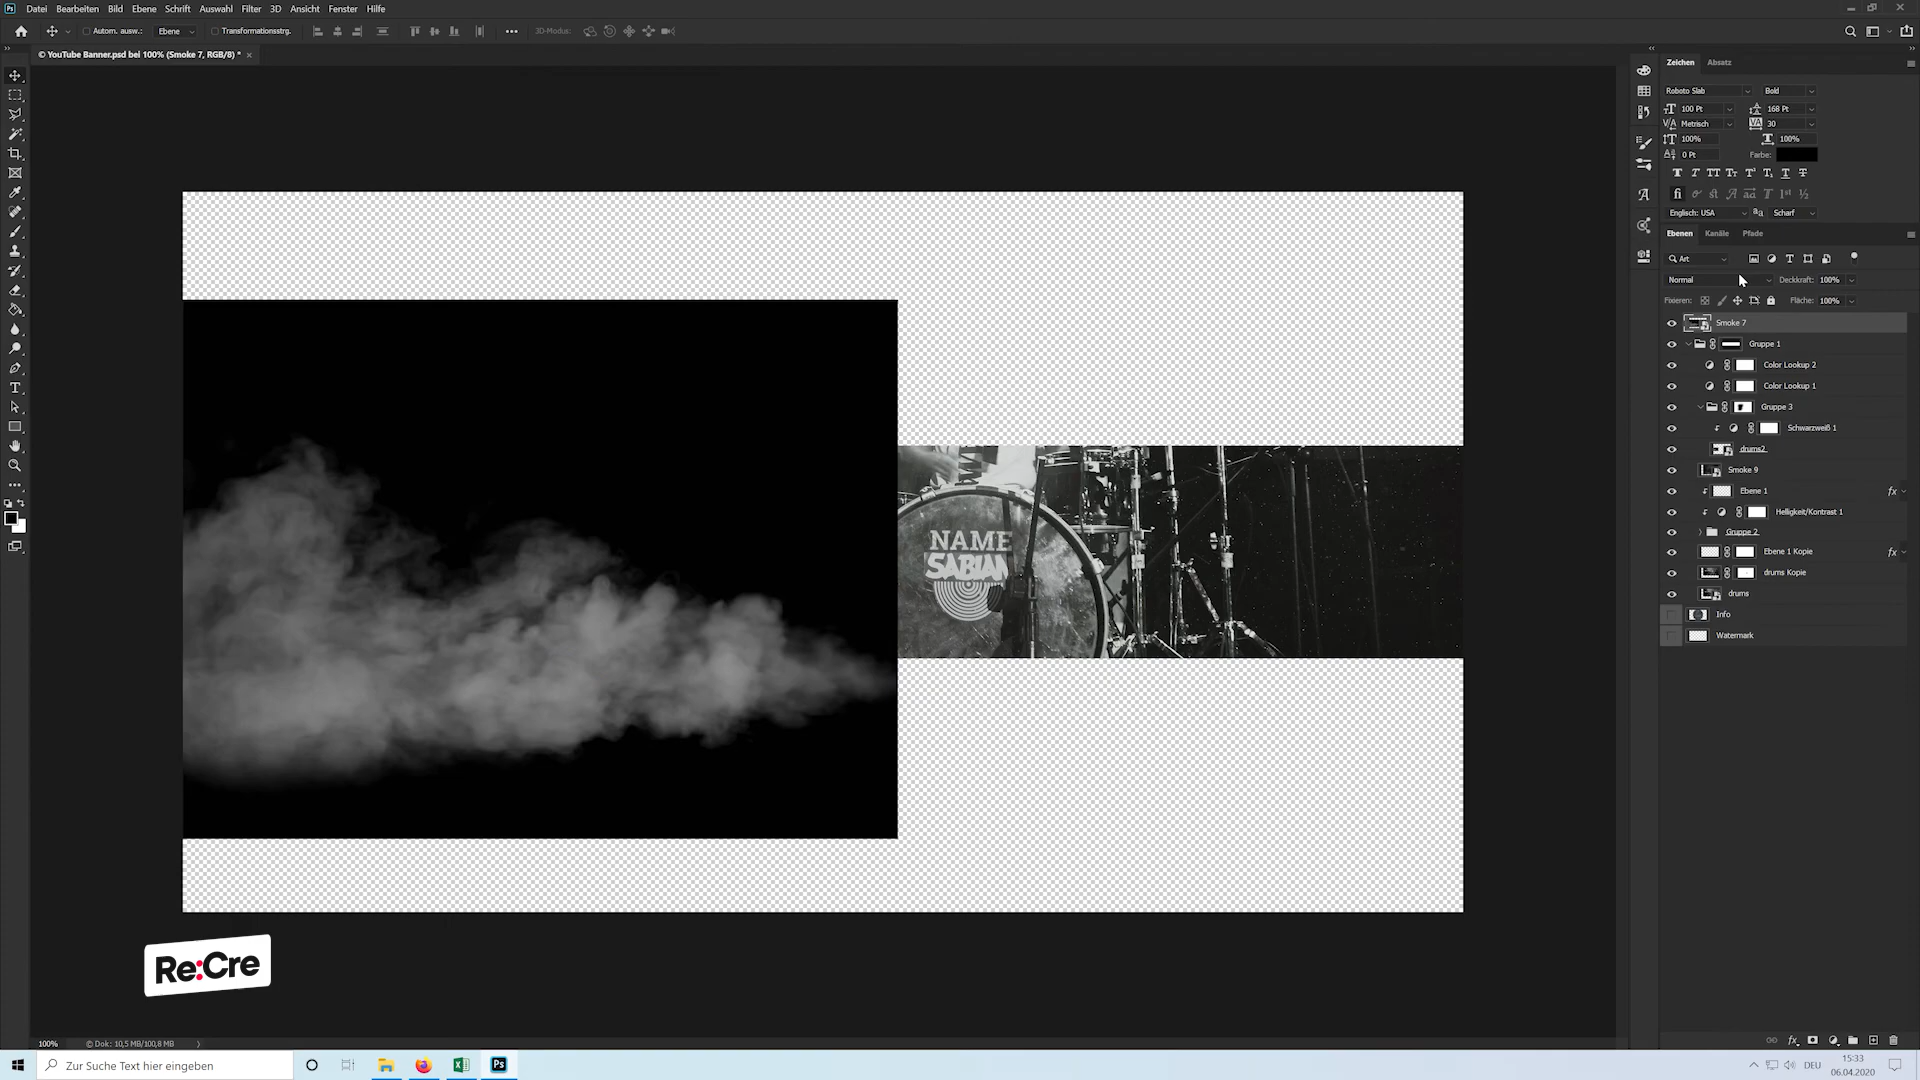 Ps Datei Bearbeiten Bild Ebene Schrift Auswahl Filter 3D Ansicht Fenster Hilfe
Autom. ausw.: Ebene Transformationsstrg. 3D-Modus:
© YouTube Banner.psd bei 100% (Smoke 7, RGB/8) *
Zeichen Absatz
Roboto Slab Bold
100 Pt 168 Pt
Metrisch 30
100% 100%
0 Pt Farbe:
Englisch: USA Scharf
Ebenen Kanäle Pfade
Art
Normal Deckkraft: 100%
Fixieren: Fläche: 100%
Smoke 7
Gruppe 1
Color Lookup 2
Color Lookup 1
Gruppe 3
Schwarzweiß 1
drums2
Smoke 9
Ebene 1 fx
Helligkeit/Kontrast 1
Gruppe 2
Ebene 1 Kopie fx
drums Kopie
drums
Info
Watermark
NAME
SABIAN
Re:Cre
100% © Dok: 10,5 MB/100,8 MB
Zur Suche Text hier eingeben
Ps
DEU
15:33
06.04.2020